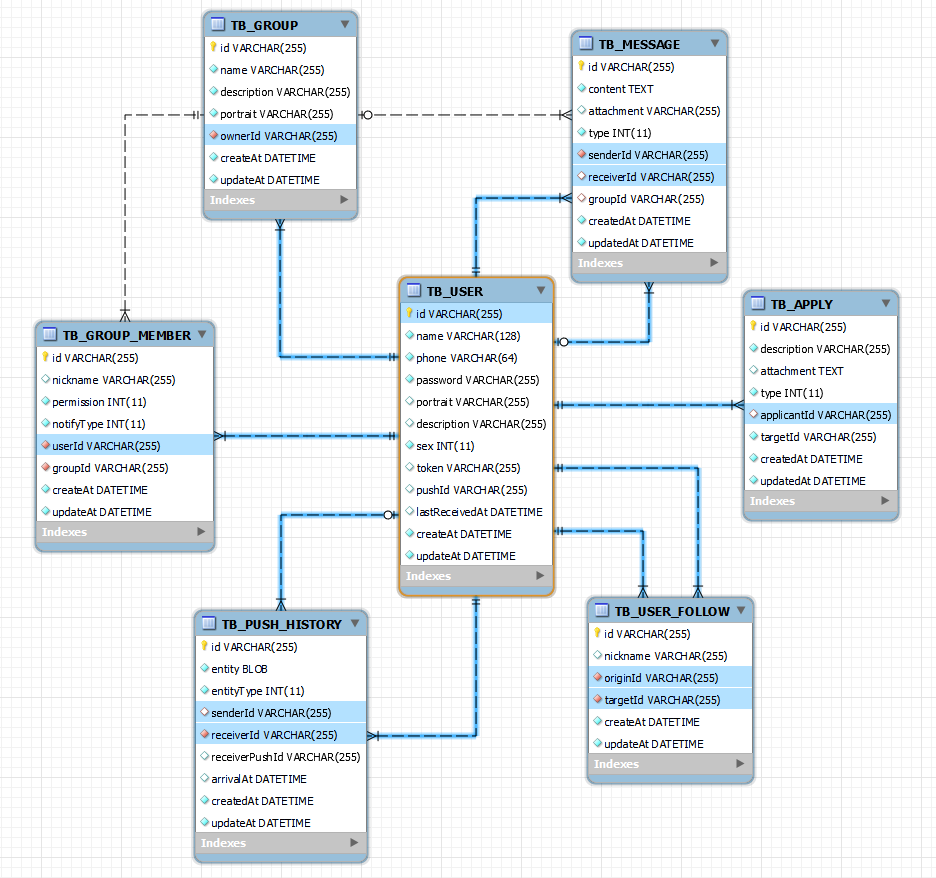 TB_GROUP
id VARCHAR(255)
name VARCHAR(255)
description VARCHAR(255)
portrait VARCHAR(255)
ownerId VARCHAR(255)
createAt DATETIME
updateAt DATETIME
Indexes
TB_MESSAGE
id VARCHAR(255)
content TEXT
attachment VARCHAR(255)
type INT(11)
senderId VARCHAR(255)
receiverId VARCHAR(255)
groupId VARCHAR(255)
createdAt DATETIME
updatedAt DATETIME
Indexes
TB_USER
id VARCHAR(255)
name VARCHAR(128)
phone VARCHAR(64)
password VARCHAR(255)
portrait VARCHAR(255)
description VARCHAR(255)
sex INT(11)
token VARCHAR(255)
pushId VARCHAR(255)
lastReceivedAt DATETIME
createAt DATETIME
updateAt DATETIME
Indexes
TB_APPLY
id VARCHAR(255)
description VARCHAR(255)
attachment TEXT
type INT(11)
applicantId VARCHAR(255)
targetId VARCHAR(255)
createdAt DATETIME
updatedAt DATETIME
Indexes
TB_GROUP_MEMBER
id VARCHAR(255)
nickname VARCHAR(255)
permission INT(11)
notifyType INT(11)
userId VARCHAR(255)
groupId VARCHAR(255)
createAt DATETIME
updateAt DATETIME
Indexes
TB_PUSH_HISTORY
id VARCHAR(255)
entity BLOB
entityType INT(11)
senderId VARCHAR(255)
receiverId VARCHAR(255)
receiverPushId VARCHAR(255)
arrivalAt DATETIME
createdAt DATETIME
updateAt DATETIME
Indexes
TB_USER_FOLLOW
id VARCHAR(255)
nickname VARCHAR(255)
originId VARCHAR(255)
targetId VARCHAR(255)
createAt DATETIME
updateAt DATETIME
Indexes